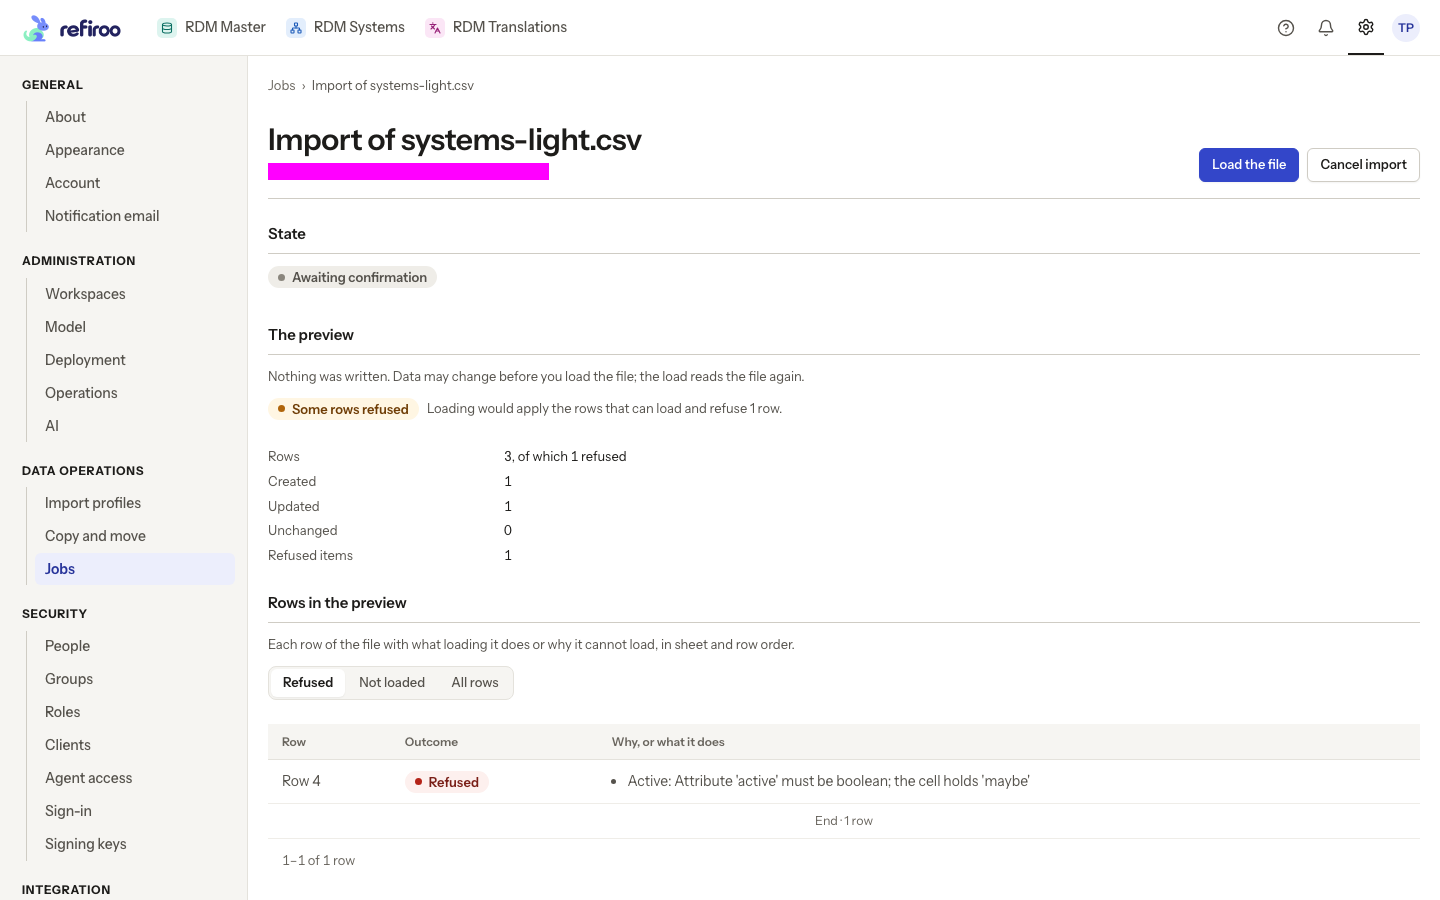 refiroo
RDM Master
RDM Systems
RDM Translations
TP
GENERAL
About
Appearance
Account
Notification email
ADMINISTRATION
Workspaces
Model
Deployment
Operations
AI
DATA OPERATIONS
Import profiles
Copy and move
Jobs
SECURITY
People
Groups
Roles
Clients
Agent access
Sign-in
Signing keys
INTEGRATION
Jobs › Import of systems-light.csv
Import of systems-light.csv
Load the file
Cancel import
State
Awaiting confirmation
The preview
Nothing was written. Data may change before you load the file; the load reads the file again.
Some rows refused Loading would apply the rows that can load and refuse 1 row.
Rows 3, of which 1 refused
Created 1
Updated 1
Unchanged 0
Refused items 1
Rows in the preview
Each row of the file with what loading it does or why it cannot load, in sheet and row order.
Refused Not loaded All rows
Row Outcome Why, or what it does
Row 4 Refused • Active: Attribute 'active' must be boolean; the cell holds 'maybe'
End · 1 row
1–1 of 1 row